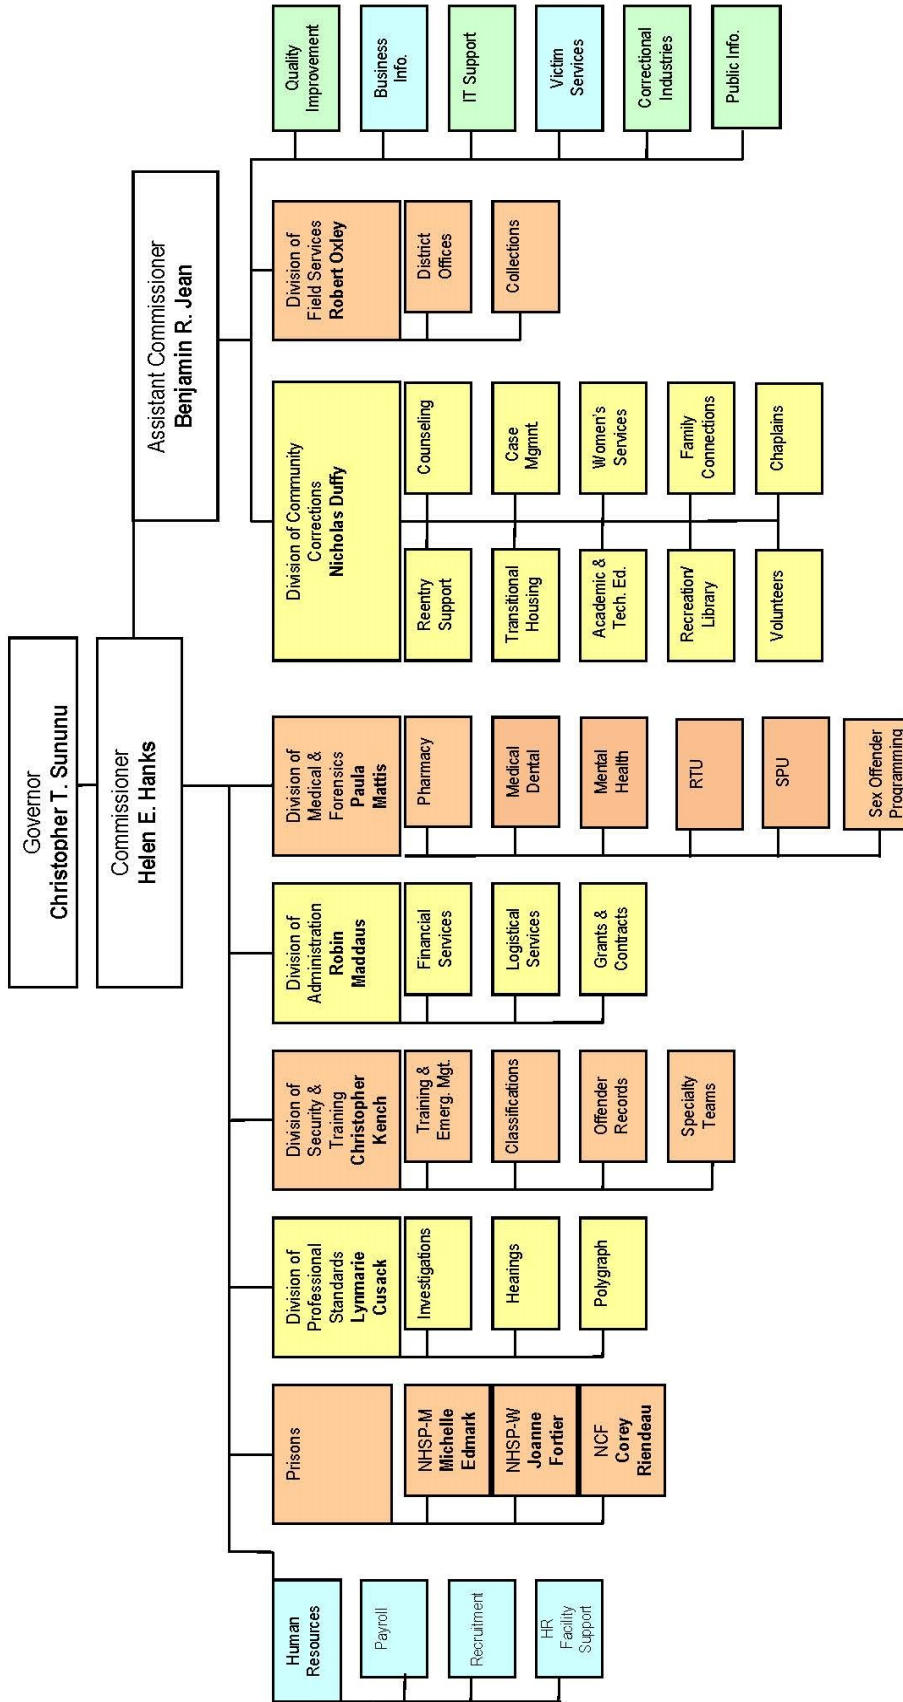 Governor
Christopher T. Sununu
Commissioner
Helen E. Hanks
Assistant Commissioner
Benjamin R. Jean
Human
Resources
Payroll
Recruitment
HR
Facility
Support
Prisons
NHSP-M
Michelle
Edmark
NHSP-W
Joanne
Fortier
NCF
Corey
Riendeau
Division of
Professional
Standards
Lynmarie
Cusack
Investigations
Hearings
Polygraph
Division of
Security &
Training
Christopher
Kench
Training &
Emerg. Mgt.
Classifications
Offender
Records
Specialty
Teams
Division of
Administration
Robin
Maddaus
Financial
Services
Logistical
Services
Grants &
Contracts
Division of
Medical &
Forensics
Paula
Mattis
Pharmacy
Medical
Dental
Mental
Health
RTU
SPU
Sex Offender
Programming
Division of Community
Corrections
Nicholas Duffy
Reentry
Support
Counseling
Transitional
Housing
Case
Mgmnt.
Academic &
Tech. Ed.
Women's
Services
Recreation/
Library
Family
Connections
Volunteers
Chaplains
Division of
Field Services
Robert Oxley
District
Offices
Collections
Quality
Improvement
Business
Info.
IT Support
Victim
Services
Correctional
Industries
Public Info.